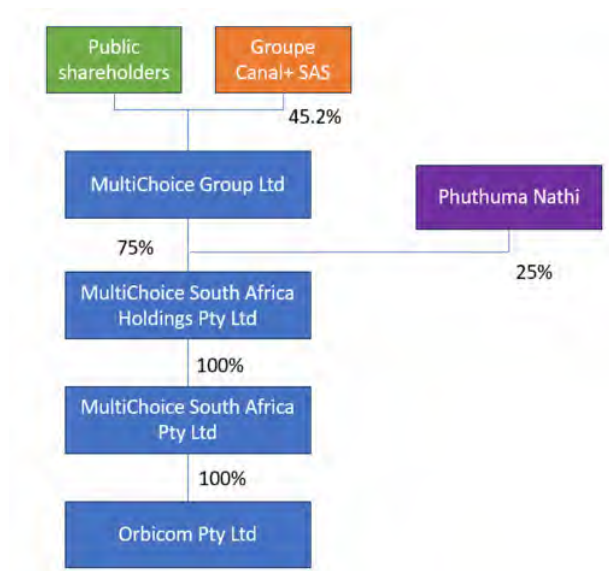 Public
shareholders
Groupe
Canal+ SAS
45.2%
MultiChoice Group Ltd
Phuthuma Nathi
75%
25%
MultiChoice South Africa
Holdings Pty Ltd
100%
MultiChoice South Africa
Pty Ltd
100%
Orbicom Pty Ltd